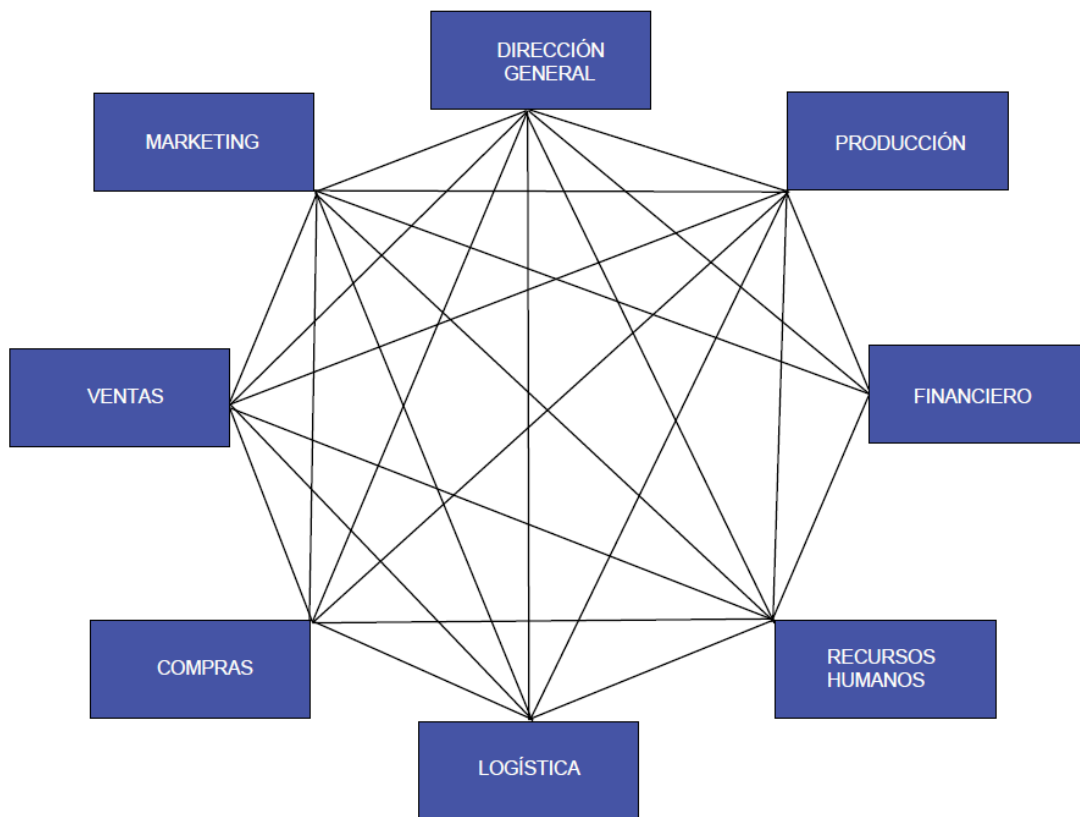 DIRECCIÓN
GENERAL
MARKETING
PRODUCCIÓN
VENTAS
FINANCIERO
COMPRAS
RECURSOS
HUMANOS
LOGÍSTICA